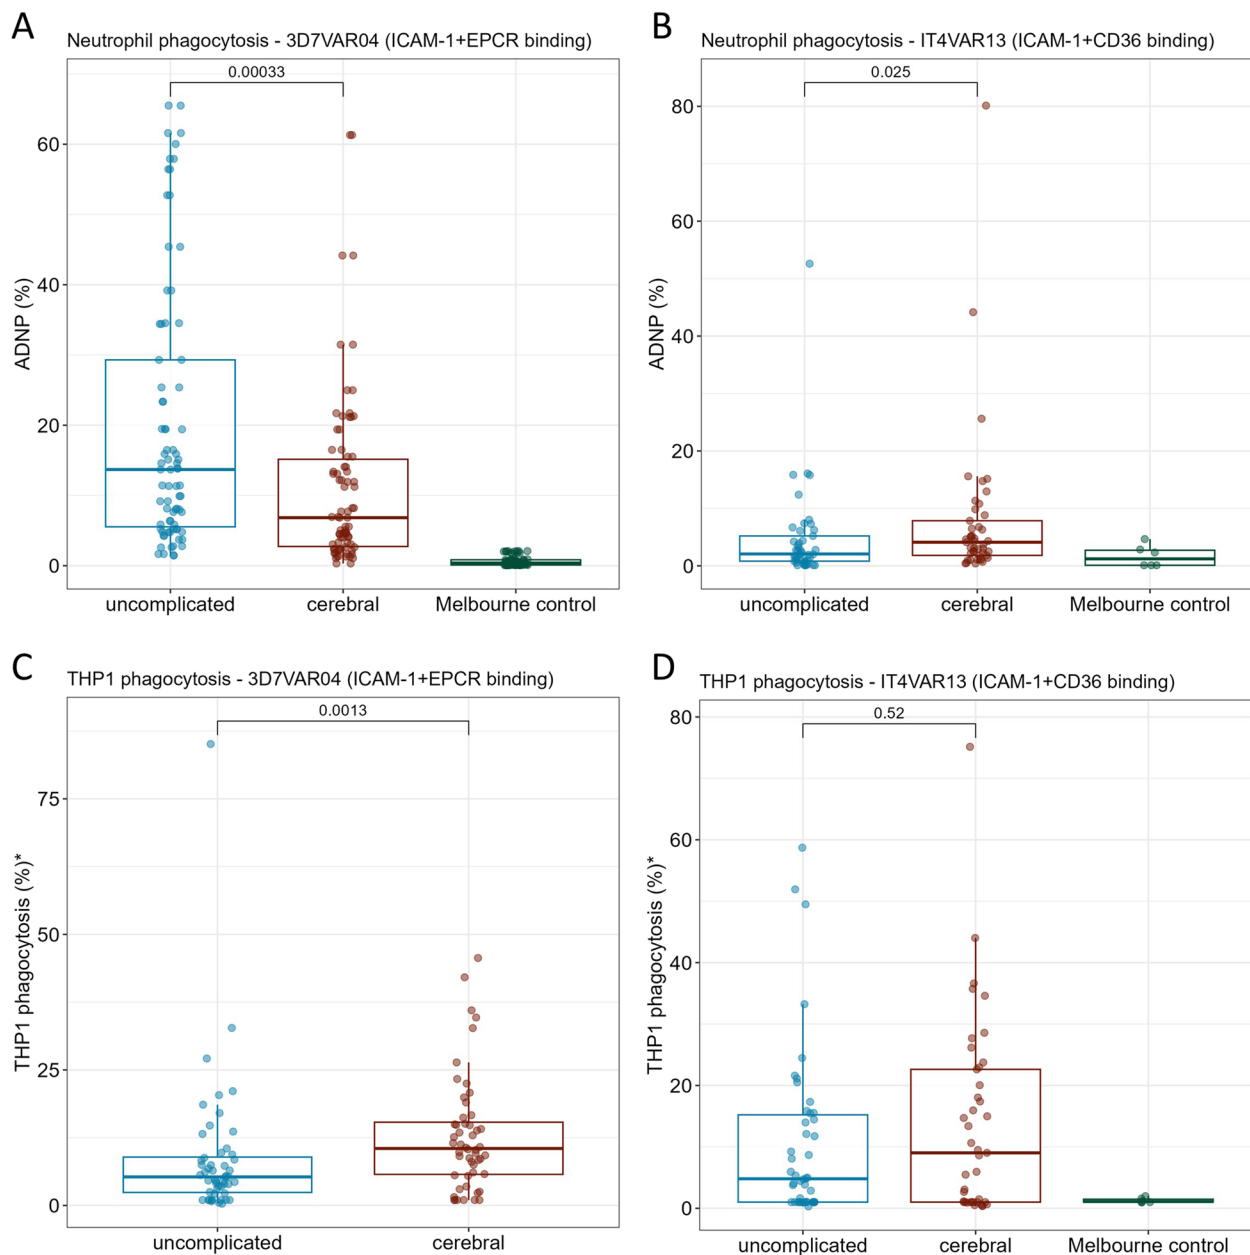 A
Neutrophil phagocytosis - 3D7VAR04 (ICAM-1+EPCR binding)
0.00033
60
40
20
0
ADNP (%)
uncomplicated
cerebral
Melbourne control
B
Neutrophil phagocytosis - IT4VAR13 (ICAM-1+CD36 binding)
0.025
80
60
40
20
0
ADNP (%)
uncomplicated
cerebral
Melbourne control
C
THP1 phagocytosis - 3D7VAR04 (ICAM-1+EPCR binding)
0.0013
75
50
25
0
THP1 phagocytosis (%)*
uncomplicated
cerebral
D
THP1 phagocytosis - IT4VAR13 (ICAM-1+CD36 binding)
0.52
80
60
40
20
0
THP1 phagocytosis (%)*
uncomplicated
cerebral
Melbourne control